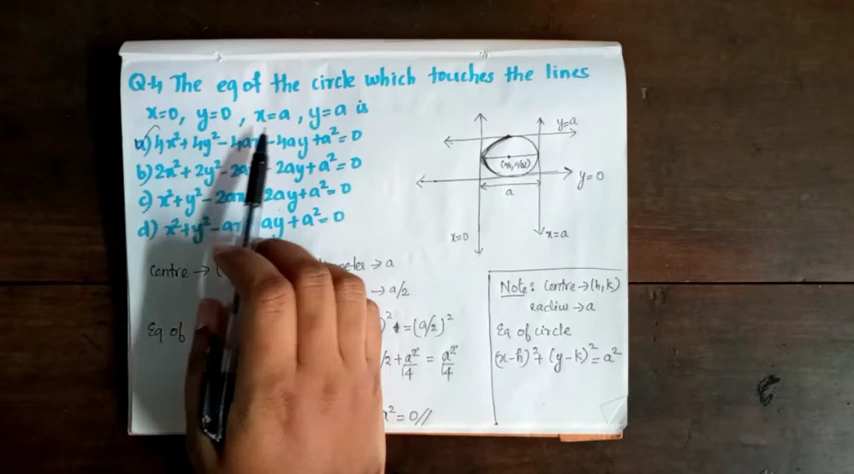 Q4 The eq of the circle which touches the lines
x=0, y=0, x=a, y=a is
a) 4x²+4y²-4ax-4ay+a²=0
b) 2x²+2y²-2a - 2ay+a²=0
c) x²+y²-2ax 2ay+a²=0
d) x²+y²-a ay+a²=0
y=a
y=0
a
x=0
x=a
Centre → → a
→ a/2
Eq of =(a/2)²
+a²/4 = a²/4
a²=0//
Note: Centre→(h,k)
radius→a
Eq of circle
(x-h)²+(y-k)²=a²